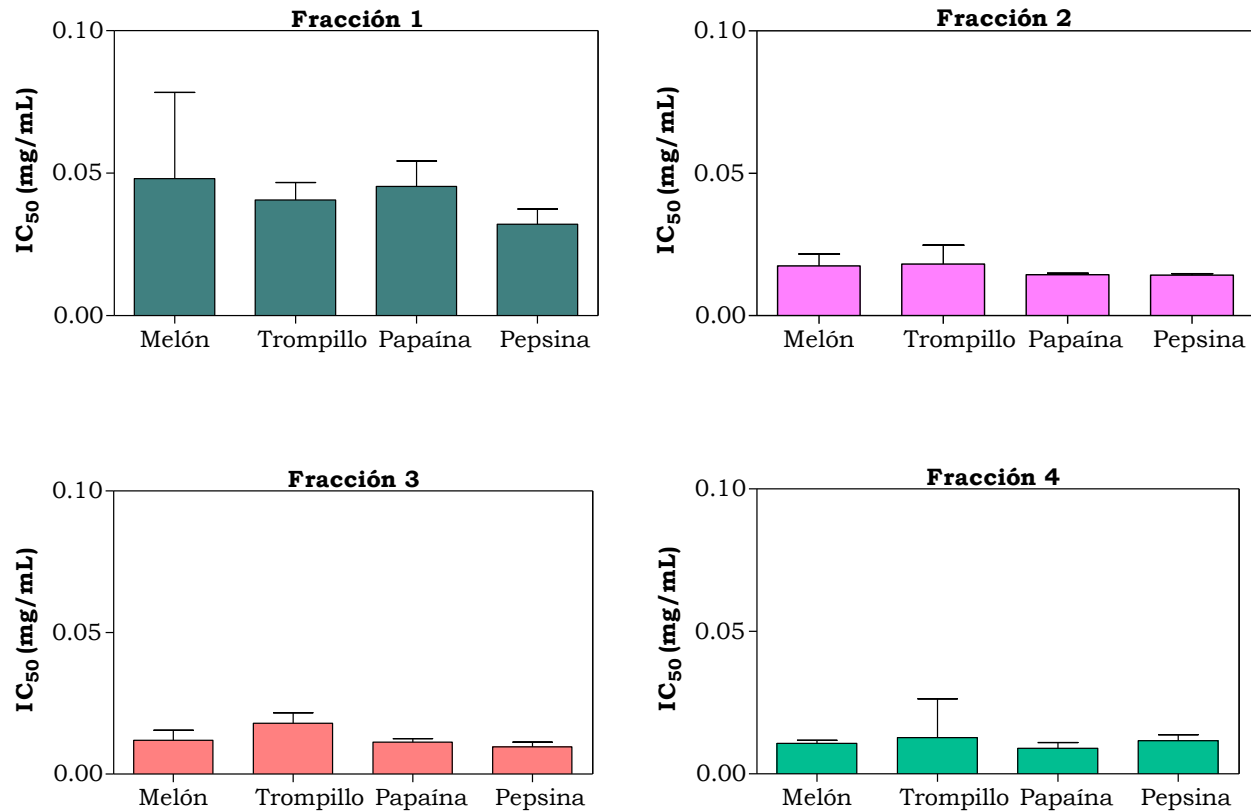 Fracción 1
0.10
0.05
0.00
IC50 (mg/mL)
Melón Trompillo Papaína Pepsina
Fracción 2
0.10
0.05
0.00
IC50 (mg/mL)
Melón Trompillo Papaína Pepsina
Fracción 3
0.10
0.05
0.00
IC50 (mg/mL)
Melón Trompillo Papaína Pepsina
Fracción 4
0.10
0.05
0.00
IC50 (mg/mL)
Melón Trompillo Papaína Pepsina